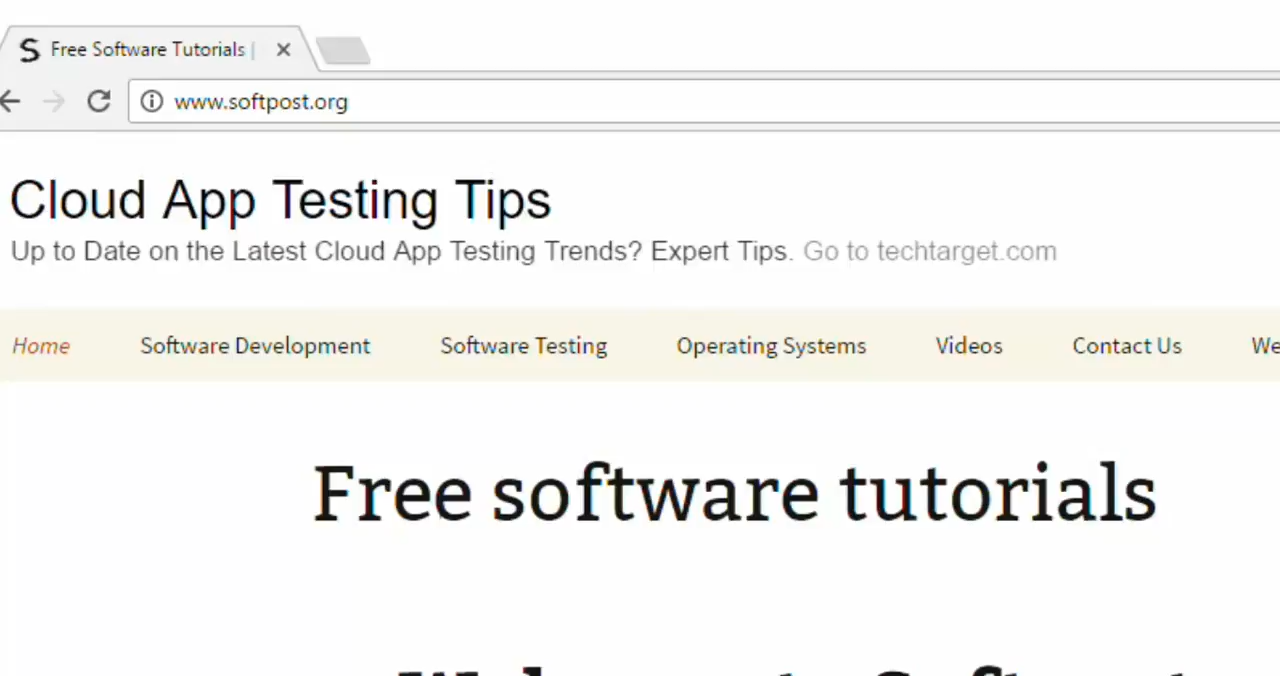 S Free Software Tutorials |
www.softpost.org
Cloud App Testing Tips
Up to Date on the Latest Cloud App Testing Trends? Expert Tips. Go to techtarget.com
Home Software Development Software Testing Operating Systems Videos Contact Us We
Free software tutorials